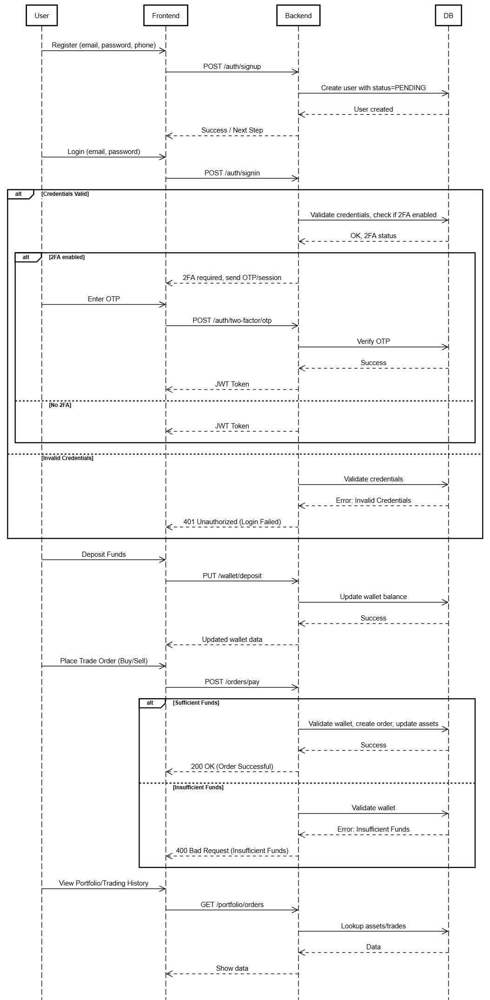 User
Frontend
Backend
DB
Register (email, password, phone)
POST /auth/signup
Create user with status=PENDING
User created
Success / Next Step
Login (email, password)
POST /auth/signin
alt
[Credentials Valid]
Validate credentials, check if 2FA enabled
OK, 2FA status
alt
[2FA enabled]
2FA required, send OTP/session
Enter OTP
POST /auth/two-factor/otp
Verify OTP
Success
JWT Token
[No 2FA]
JWT Token
[Invalid Credentials]
Validate credentials
Error: Invalid Credentials
401 Unauthorized (Login Failed)
Deposit Funds
PUT /wallet/deposit
Update wallet balance
Success
Updated wallet data
Place Trade Order (Buy/Sell)
POST /orders/pay
alt
[Sufficient Funds]
Validate wallet, create order, update assets
Success
200 OK (Order Successful)
[Insufficient Funds]
Validate wallet
Error: Insufficient Funds
400 Bad Request (Insufficient Funds)
View Portfolio/Trading History
GET /portfolio/orders
Lookup assets/trades
Data
Show data